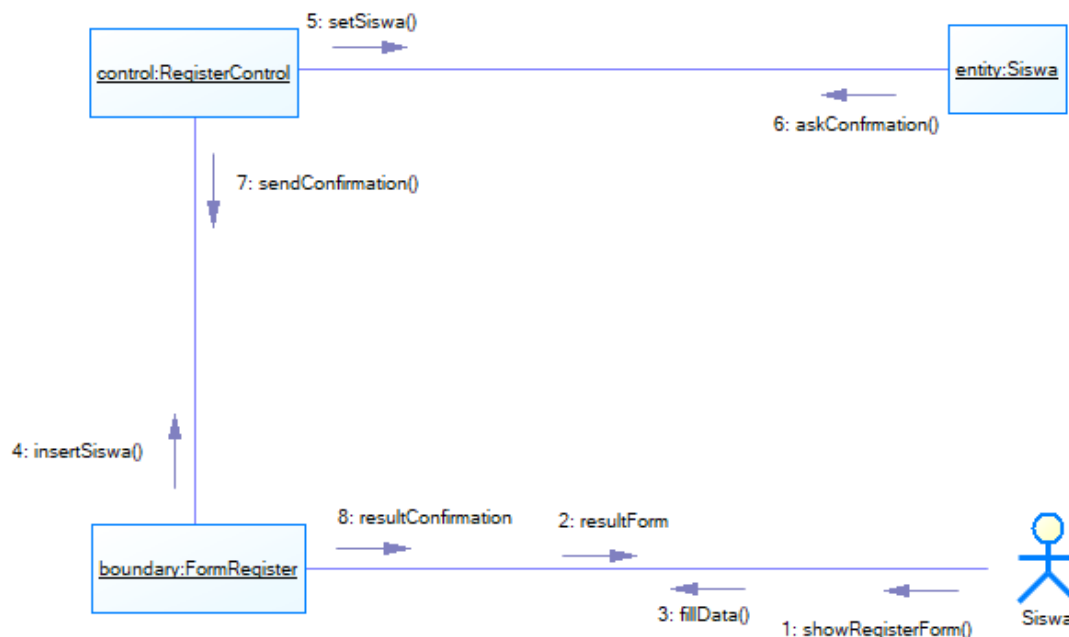 5: setSiswa()
control:RegisterControl
entity:Siswa
6: askConfrmation()
7: sendConfirmation()
4: insertSiswa()
8: resultConfirmation
2: resultForm
boundary:FormRegister
3: fillData()
1: showRegisterForm()
Siswa